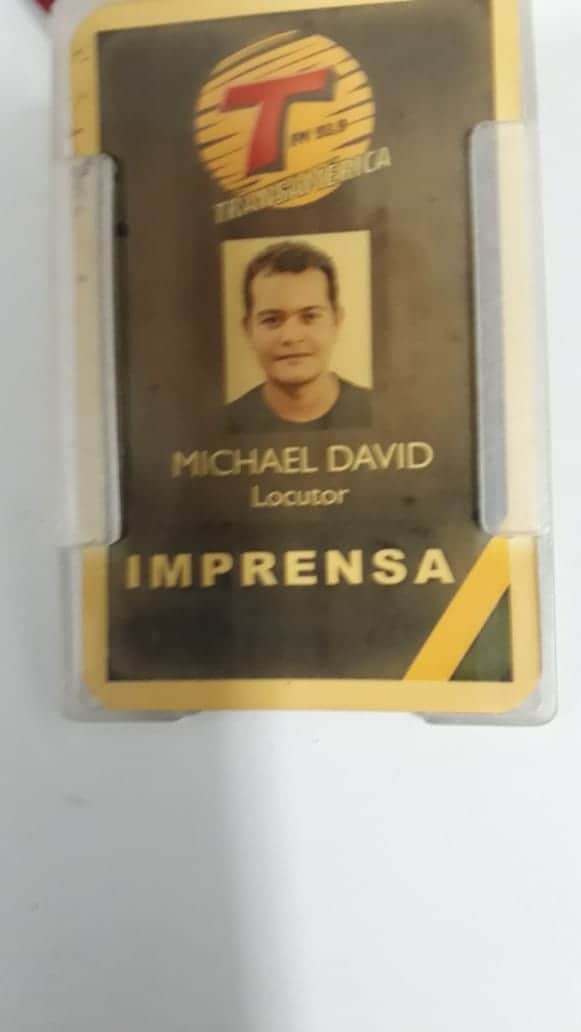 T
TRANSAMÉRICA
MICHAEL DAVID
Locutor
IMPRENSA